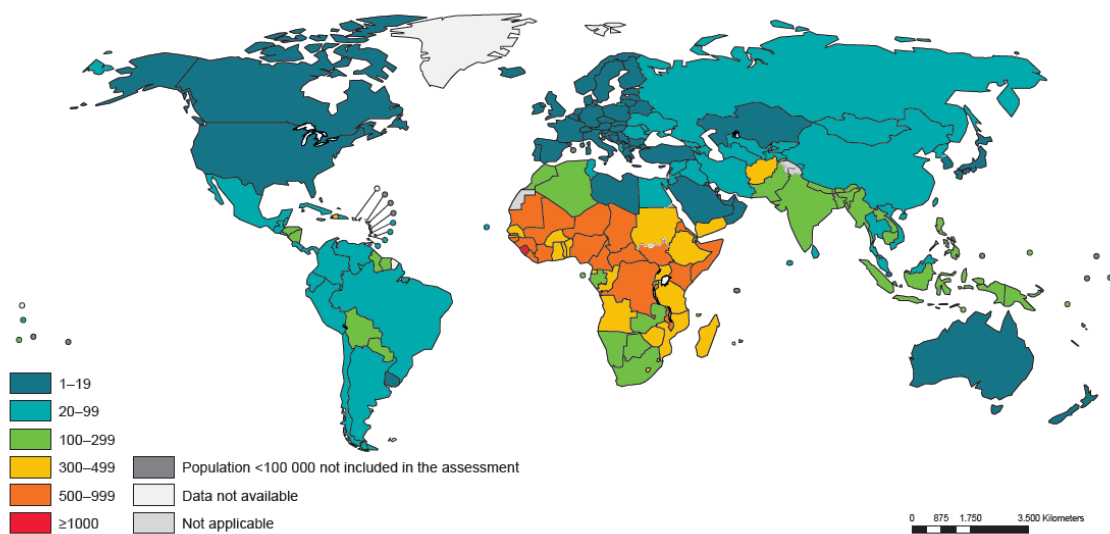 1–19
20–99
100–299
300–499
500–999
≥1000
Population <100 000 not included in the assessment
Data not available
Not applicable
0 875 1.750 3.500 Kilometers